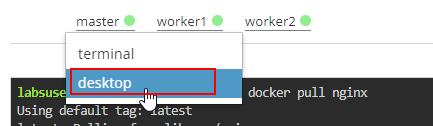 master worker1 worker2
terminal
desktop
labsuse docker pull nginx
Using default tag: latest